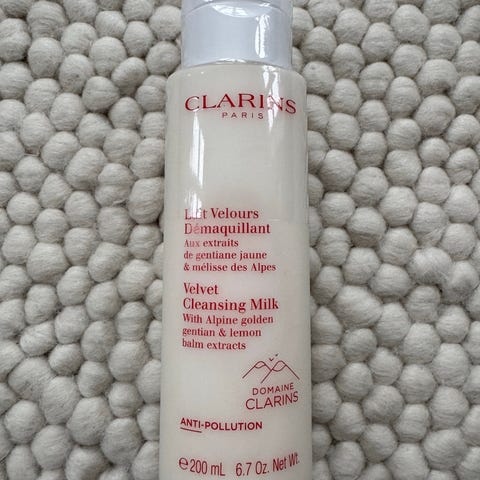 CLARINS
PARIS
Lait Velours
Démaquillant
Aux extraits
de gentiane jaune
& mélisse des Alpes
Velvet
Cleansing Milk
With Alpine golden
gentian & lemon
balm extracts
DOMAINE
CLARINS
ANTI-POLLUTION
℮200 mL 6.7 Oz. Net Wt.